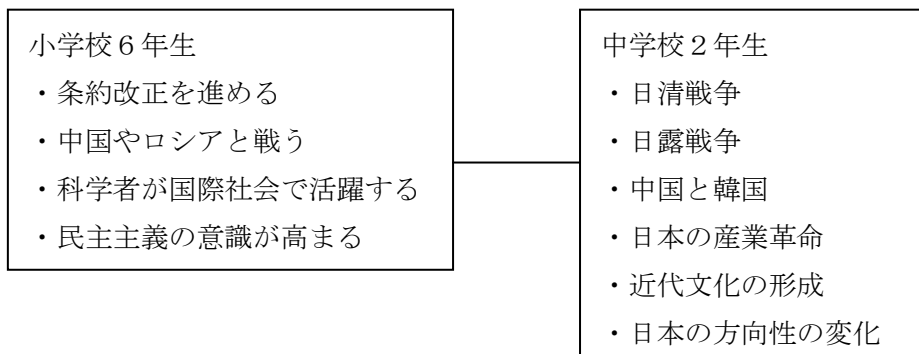 小学校６年生
・条約改正を進める
・中国やロシアと戦う
・科学者が国際社会で活躍する
・民主主義の意識が高まる
中学校２年生
・日清戦争
・日露戦争
・中国と韓国
・日本の産業革命
・近代文化の形成
・日本の方向性の変化